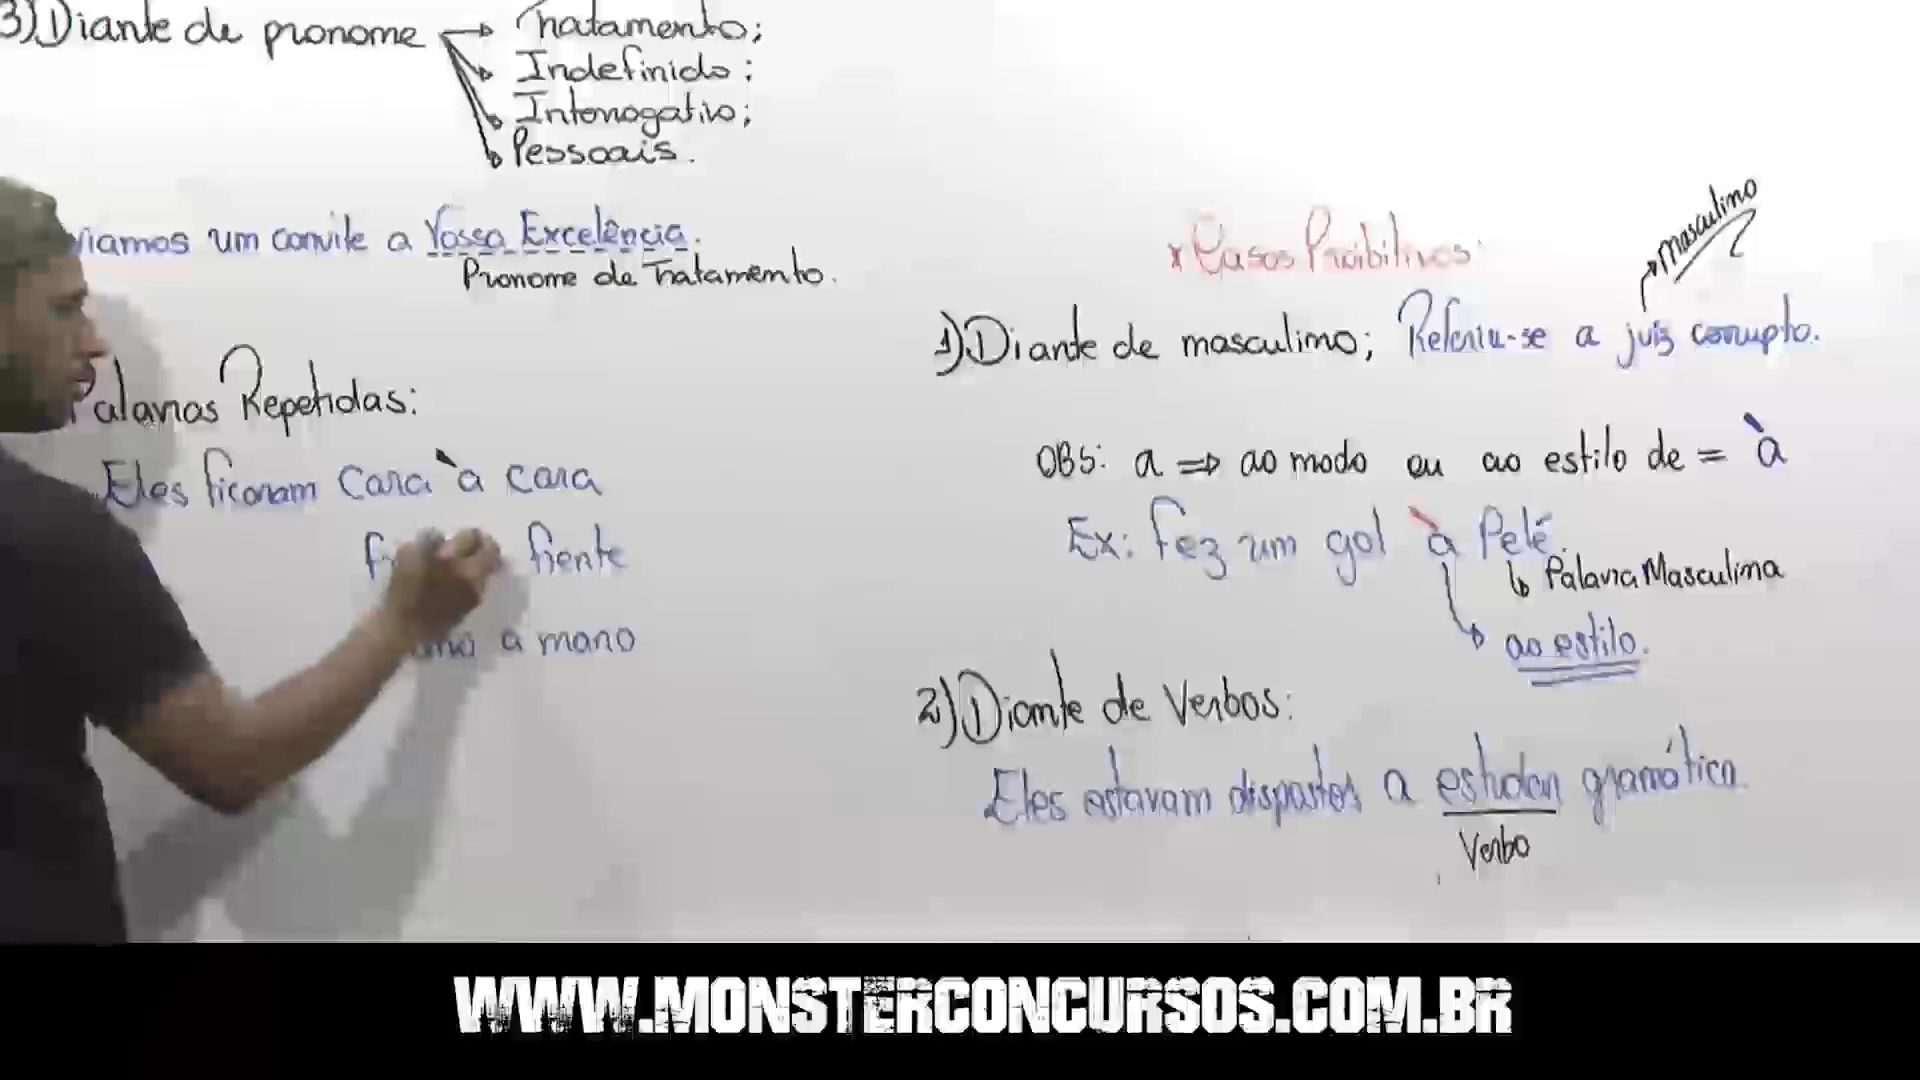 3) Diante de pronome → Tratamento;
Indefinido;
Interrogativo;
Pessoais.
viamos um convite a Vossa Excelência.
Pronome de Tratamento.
Palavras Repetidas:
Eles ficaram cara à cara
frente
a mano
x Casos Proibitivos:
masculino
1) Diante de masculino; Referiu-se a juiz corrupto.
OBS: a ⇒ ao modo ou ao estilo de = à
Ex: Fez um gol à Pelé.
↳ Palavra Masculina
ao estilo.
2) Diante de Verbos:
Eles estavam dispostos a estudar gramática.
Verbo
WWW.MONSTERCONCURSOS.COM.BR